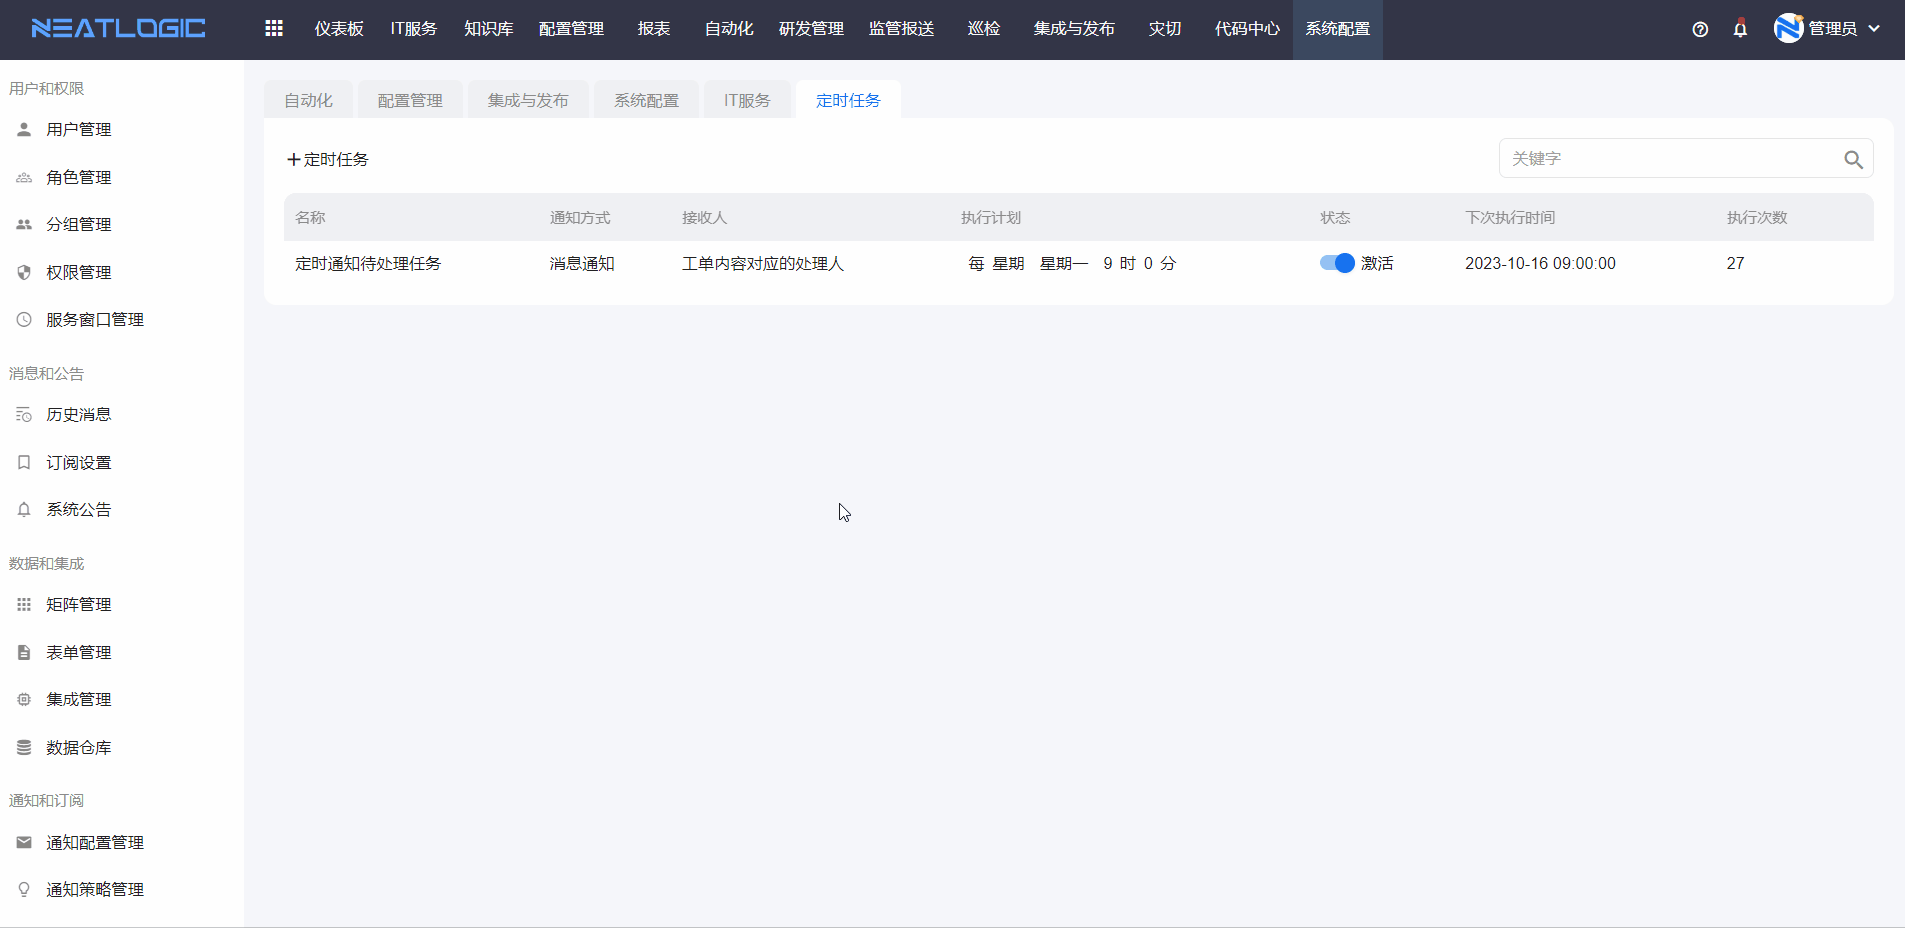 NEATLOGIC 仪表板 IT服务 知识库 配置管理 报表 自动化 研发管理 监管报送 巡检 集成与发布 灾切 代码中心 系统配置 管理员
用户和权限
用户管理
角色管理
分组管理
权限管理
服务窗口管理
消息和公告
历史消息
订阅设置
系统公告
数据和集成
矩阵管理
表单管理
集成管理
数据仓库
通知和订阅
通知配置管理
通知策略管理
自动化 配置管理 集成与发布 系统配置 IT服务 定时任务
定时任务 关键字
名称 通知方式 接收人 执行计划 状态 下次执行时间 执行次数
定时通知待处理任务 消息通知 工单内容对应的处理人 每 星期 星期一 9 时 0 分 激活 2023-10-16 09:00:00 27